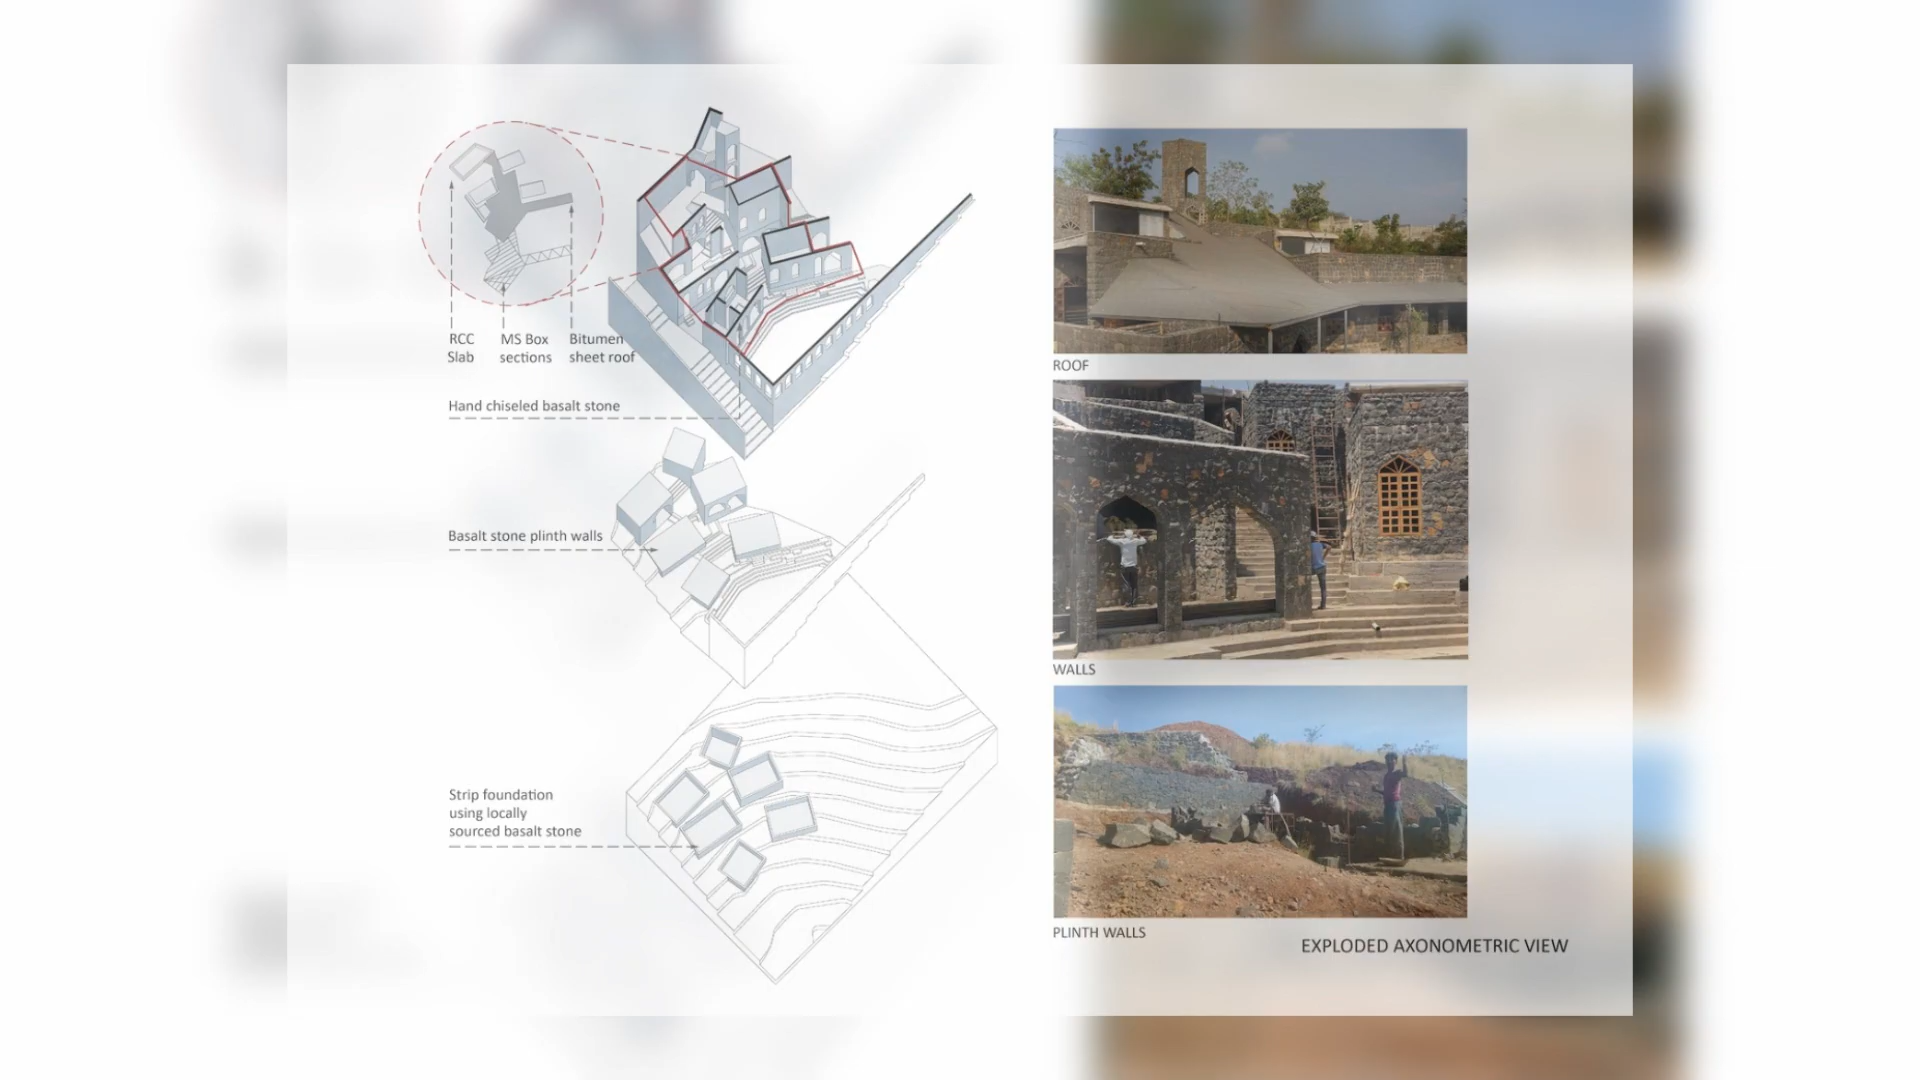 RCC
Slab
MS Box
sections
Bitumen
sheet roof
Hand chiseled basalt stone
Basalt stone plinth walls
Strip foundation
using locally
sourced basalt stone
ROOF
WALLS
PLINTH WALLS
EXPLODED AXONOMETRIC VIEW